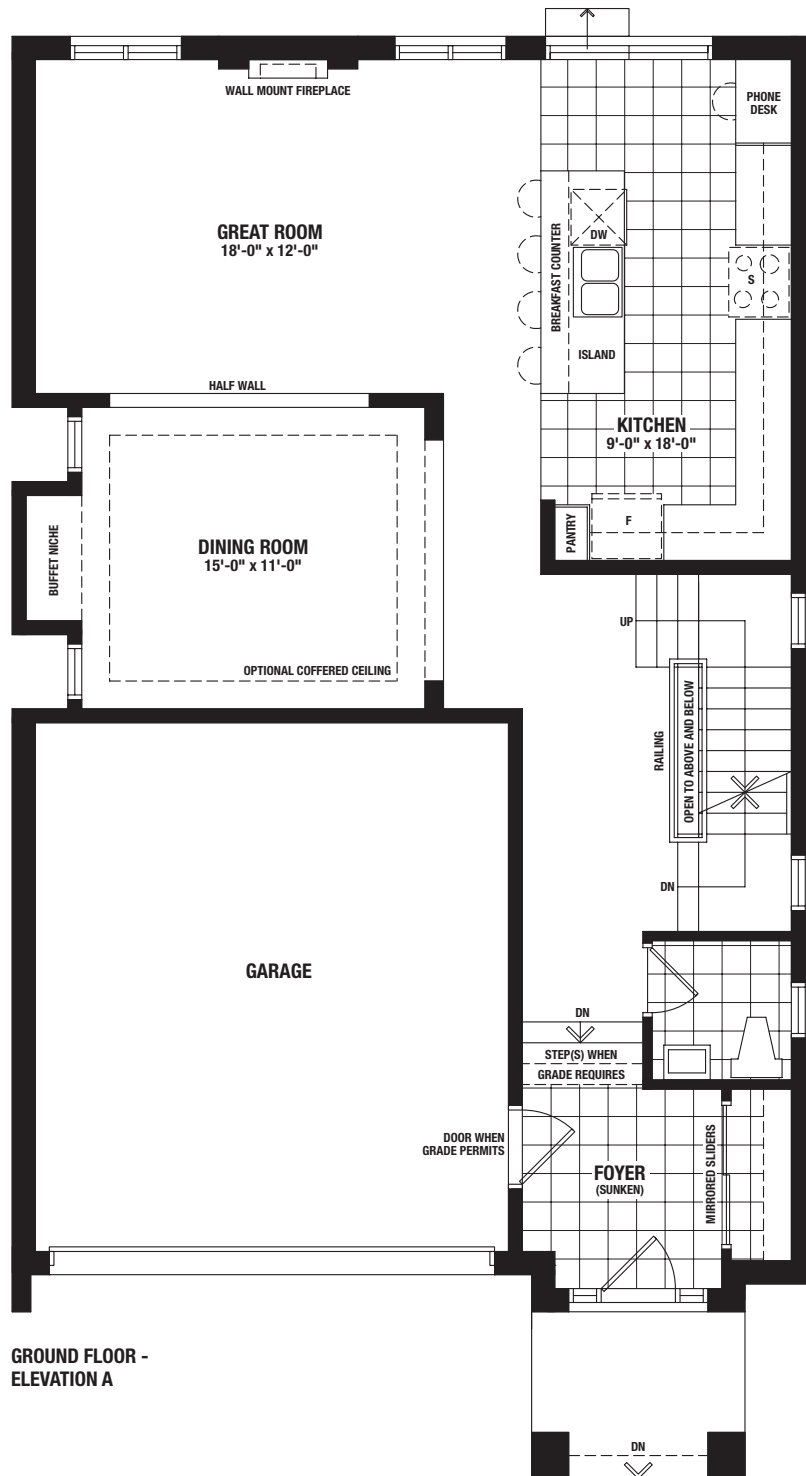 WALL MOUNT FIREPLACE
PHONE
DESK
GREAT ROOM
18'-0" x 12'-0"
BREAKFAST COUNTER
DW
S
ISLAND
HALF WALL
KITCHEN
9'-0" x 18'-0"
PANTRY
F
BUFFET NICHE
DINING ROOM
15'-0" x 11'-0"
OPTIONAL COFFERED CEILING
UP
RAILING
OPEN TO ABOVE AND BELOW
DN
GARAGE
DN
STEP(S) WHEN
GRADE REQUIRES
DOOR WHEN
GRADE PERMITS
FOYER
(SUNKEN)
MIRRORED SLIDERS
GROUND FLOOR -
ELEVATION A
DN